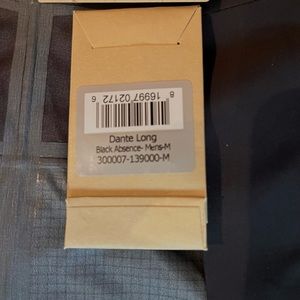 8 16997 02172 6
Dante Long
Black Absence- Mens-M
300007-139000-M